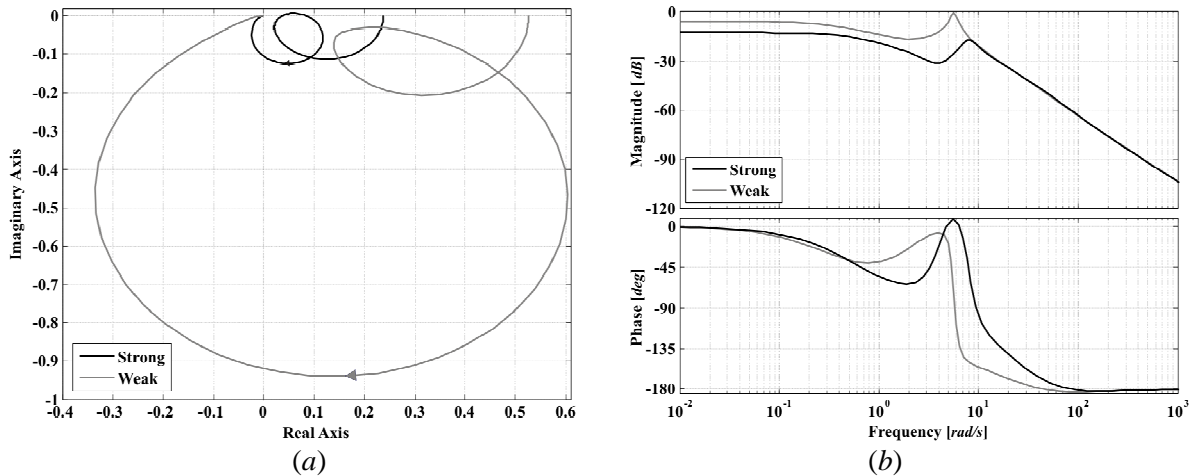 0
-0.1
-0.2
-0.3
-0.4
-0.5
-0.6
-0.7
-0.8
-0.9
-1
Imaginary Axis
Strong
Weak
-0.4 -0.3 -0.2 -0.1 0 0.1 0.2 0.3 0.4 0.5 0.6
Real Axis
(a)
0
-30
-60
-90
-120
Magnitude [dB]
Strong
Weak
0
-45
-90
-135
-180
Phase [deg]
10^-2 10^-1 10^0 10^1 10^2 10^3
Frequency [rad/s]
(b)